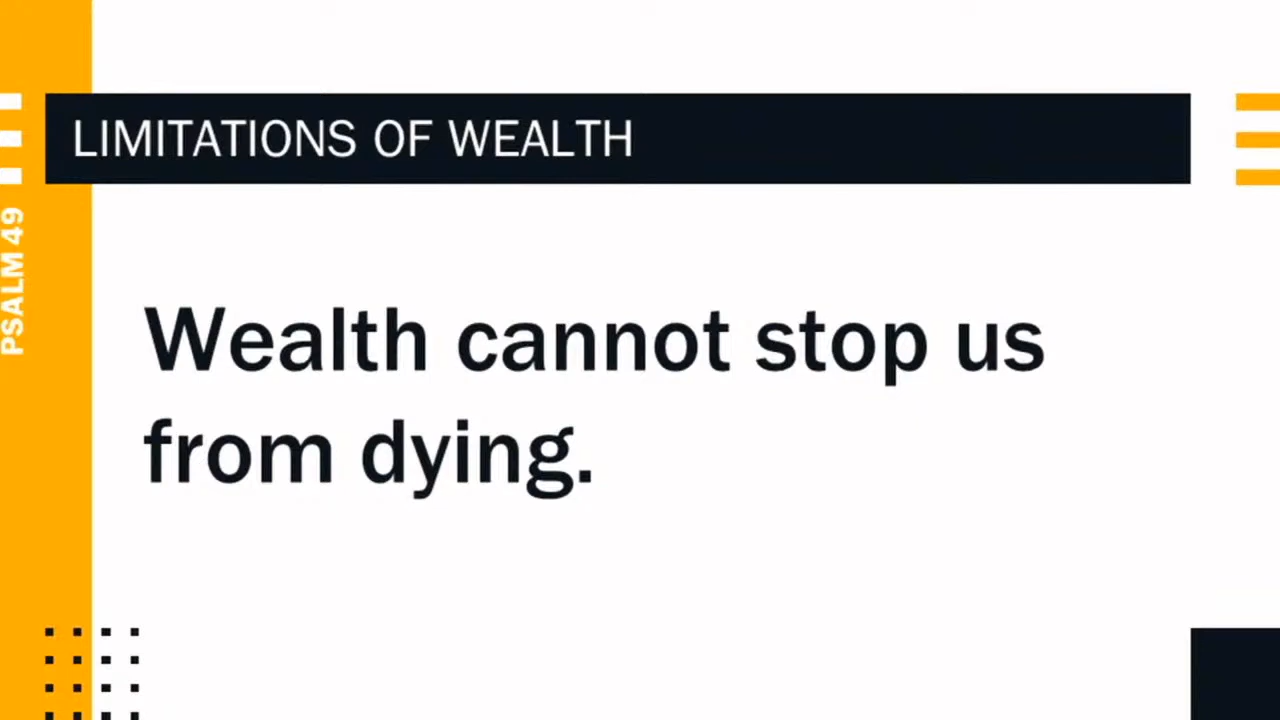 LIMITATIONS OF WEALTH
PSALM 49
Wealth cannot stop us
from dying.